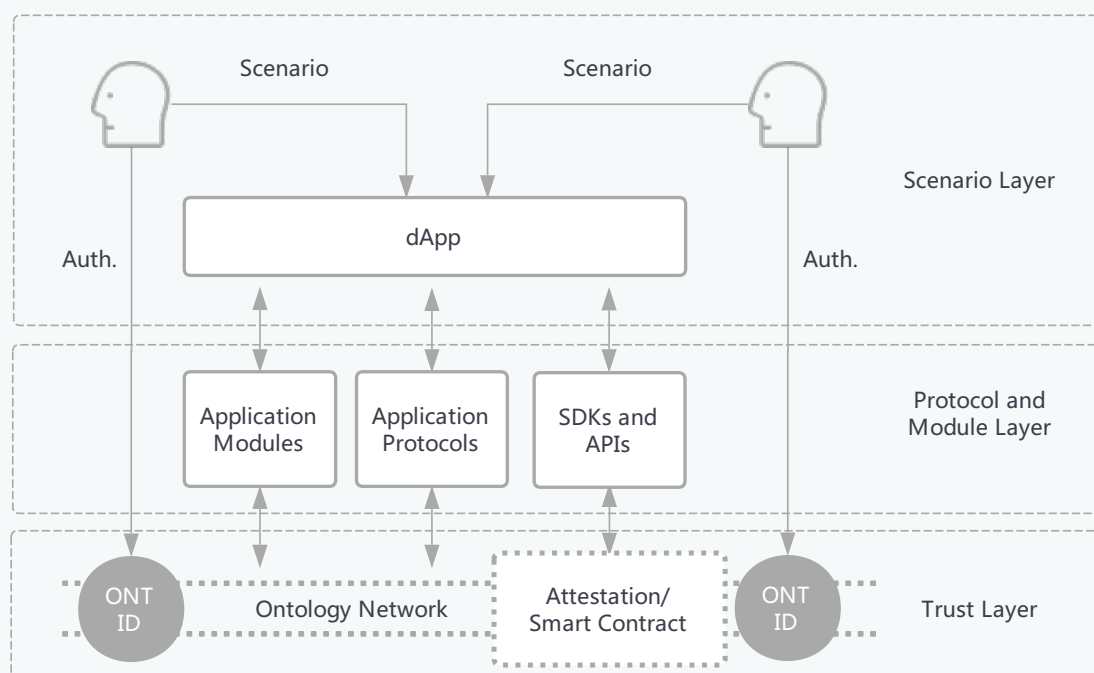 Scenario
Scenario
Scenario Layer
dApp
Auth.
Auth.
Application
Modules
Application
Protocols
SDKs and
APIs
Protocol and
Module Layer
ONT
ID
Ontology Network
Attestation/
Smart Contract
ONT
ID
Trust Layer